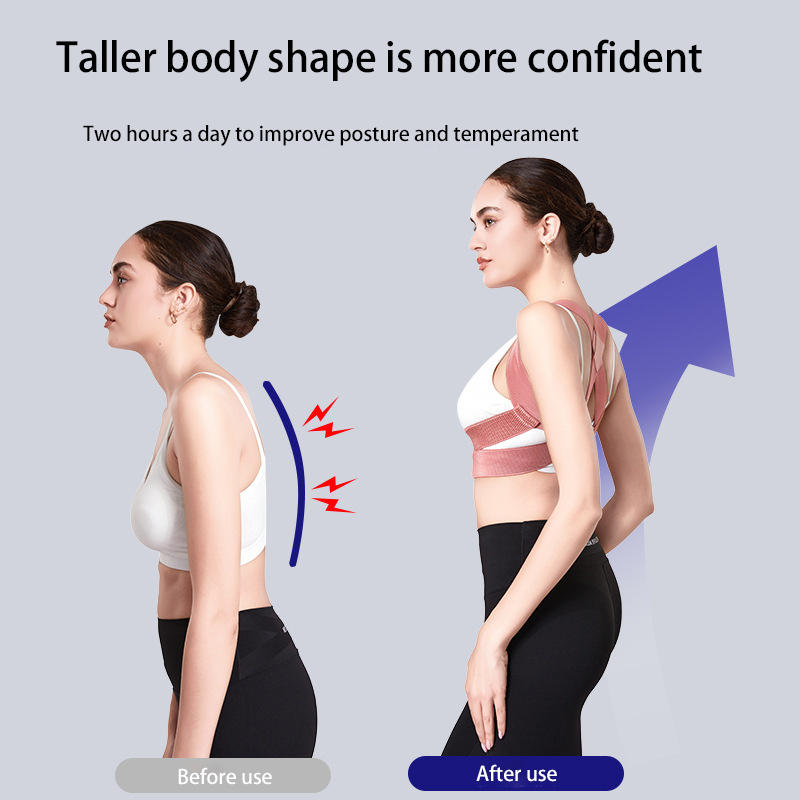 Taller body shape is more confident
Two hours a day to improve posture and temperament
Before use
After use